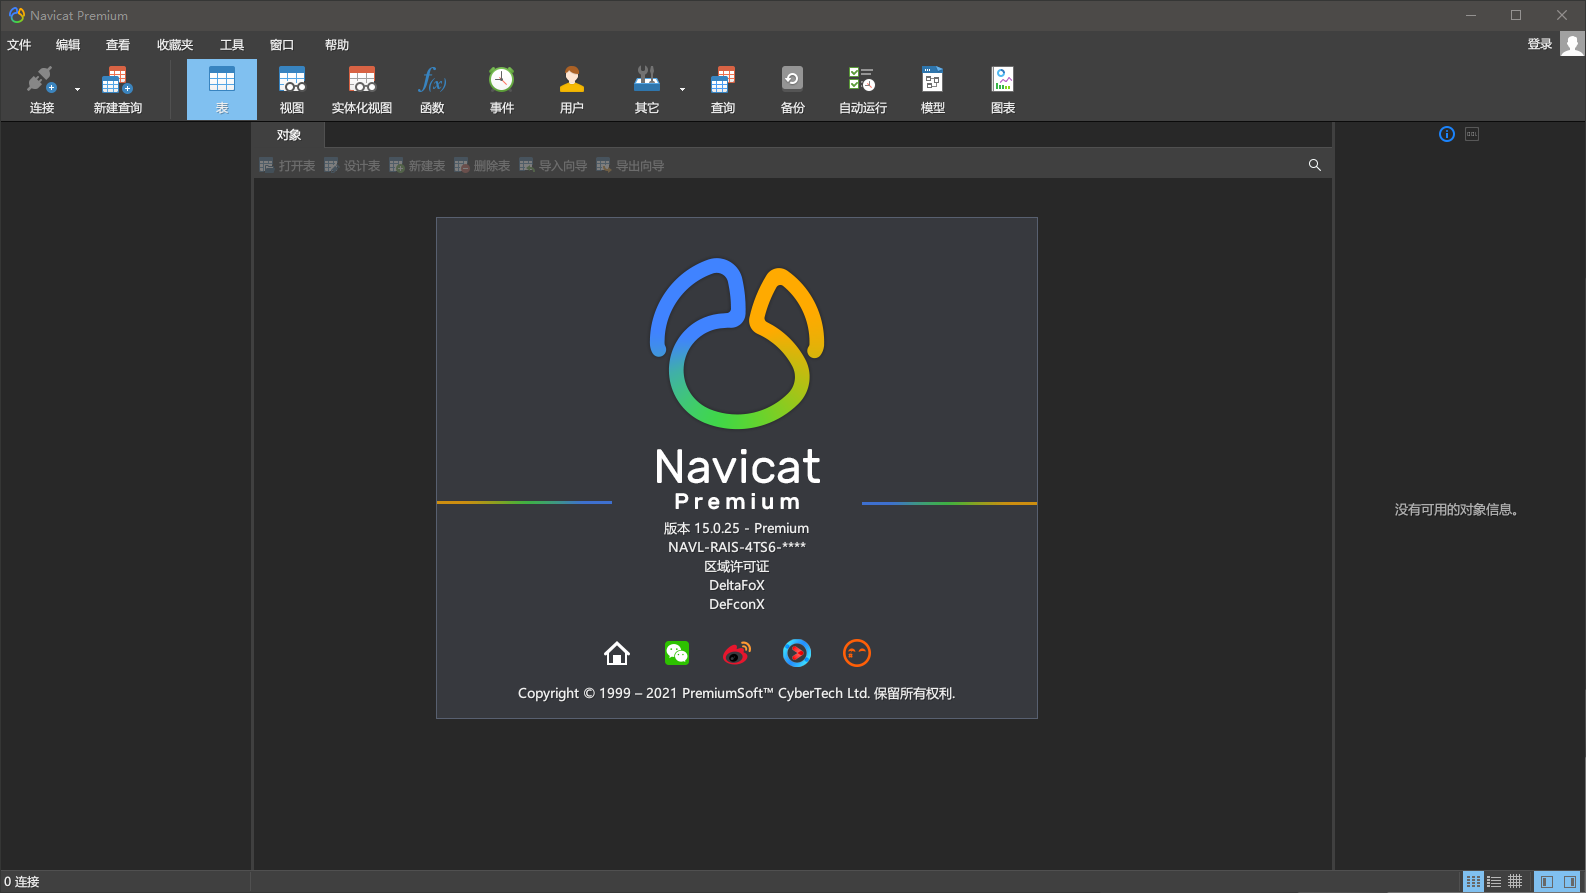 Navicat Premium
文件 编辑 查看 收藏夹 工具 窗口 帮助 登录
连接 新建查询 表 视图 实体化视图 函数 事件 用户 其它 查询 备份 自动运行 模型 图表
对象
打开表 设计表 新建表 删除表 导入向导 导出向导
Navicat
Premium
版本 15.0.25 - Premium
NAVL-RAIS-4TS6-****
区域许可证
DeltaFoX
DeFconX
Copyright © 1999 – 2021 PremiumSoft™ CyberTech Ltd. 保留所有权利.
没有可用的对象信息。
0 连接